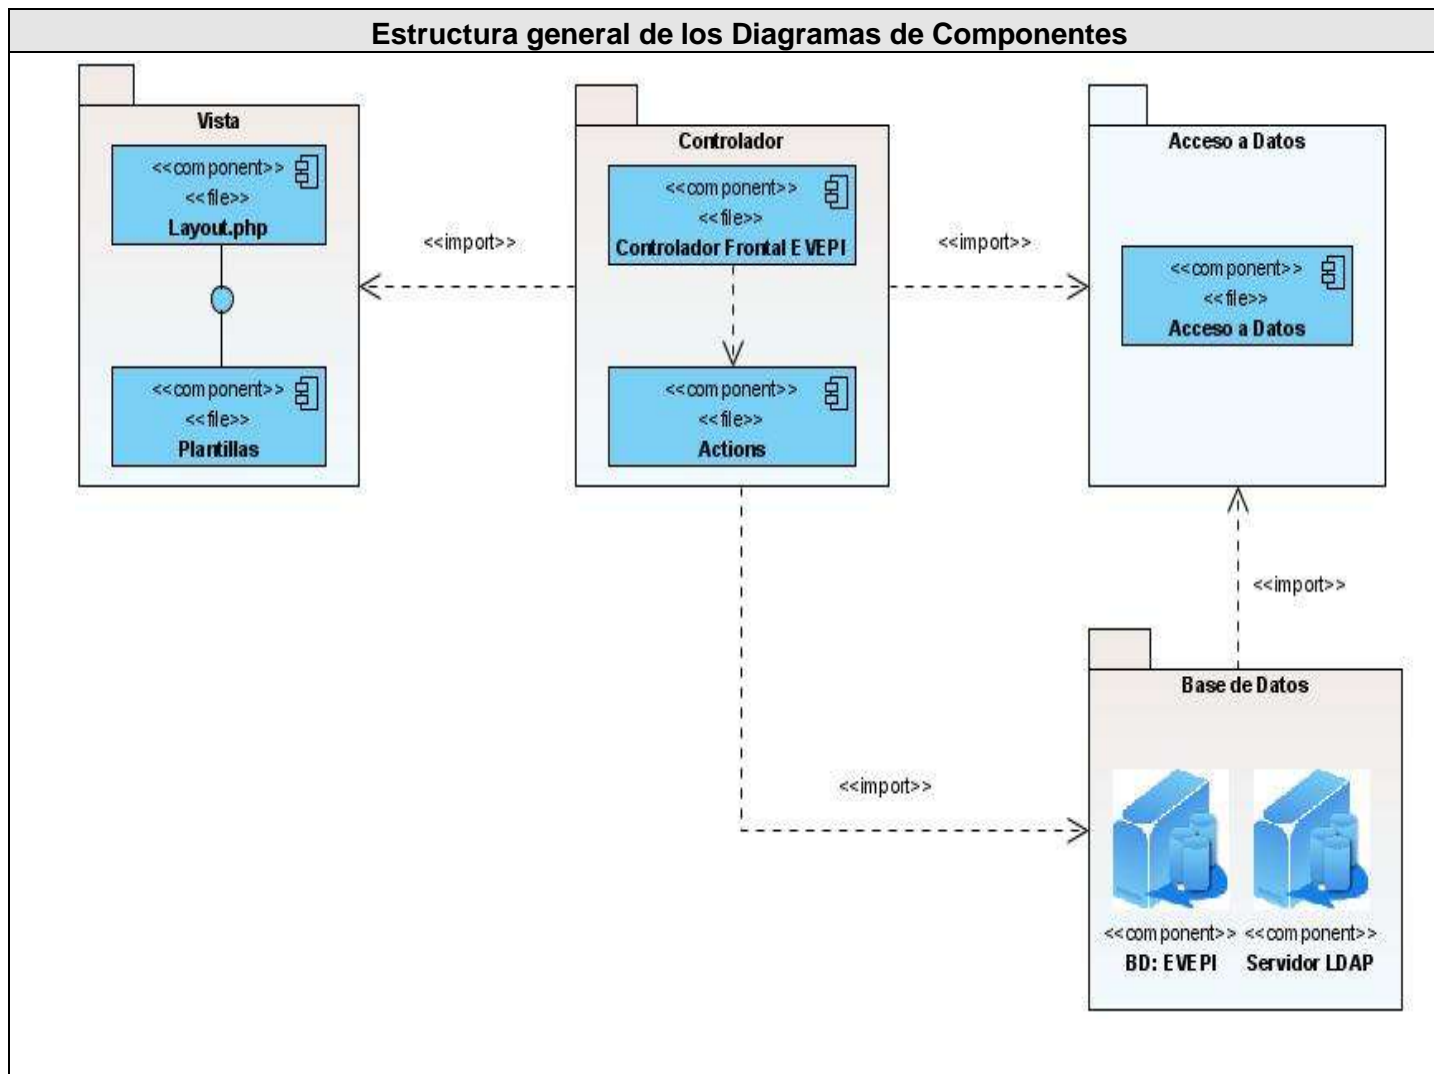 Estructura general de los Diagramas de Componentes
Vista
<<component>>
<<file>>
Layout.php
<<component>>
<<file>>
Plantillas
<<import>>
Controlador
<<component>>
<<file>>
Controlador Frontal EVEPI
<<component>>
<<file>>
Actions
<<import>>
Acceso a Datos
<<component>>
<<file>>
Acceso a Datos
<<import>>
<<import>>
Base de Datos
<<component>> <<component>>
BD: EVEPI Servidor LDAP